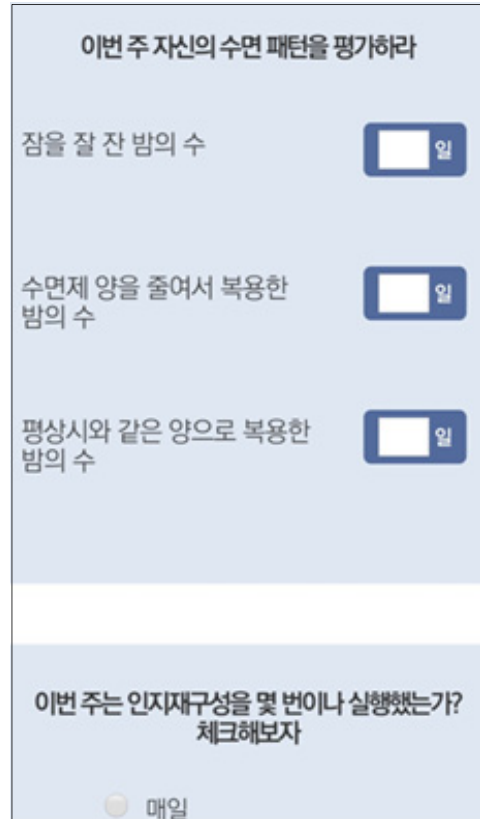 이번 주 자신의 수면 패턴을 평가하라
잠을 잘 잔 밤의 수
일
수면제 양을 줄여서 복용한
밤의 수
일
평상시와 같은 양으로 복용한
밤의 수
일
이번 주는 인지재구성을 몇 번이나 실행했는가?
체크해보자
매일